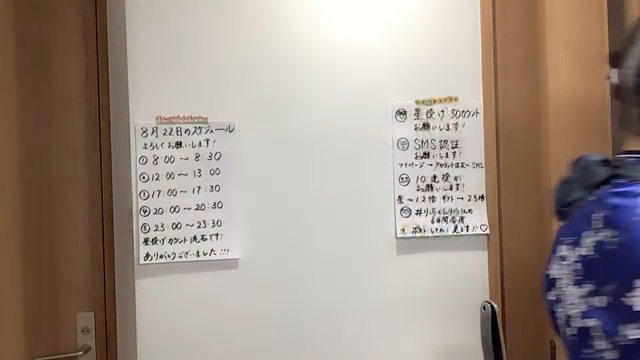 8月22日のスケジュール
よろしくお願いします!
① 8:00 〜 8:30
② 12:00 〜 13:00
③ 17:00 〜 17:30
④ 20:00 〜 20:30
⑤ 23:00 〜 23:30
星投げカウント流石です!
ありがとうございました!!!
星投げ 50カウント
お願いします!
SMS認証
お願いします!
マイページ→アカウント設定→SMS
10連投が
お願いします!
星→1.2倍 ギフト→2.5倍
見ます!!♡